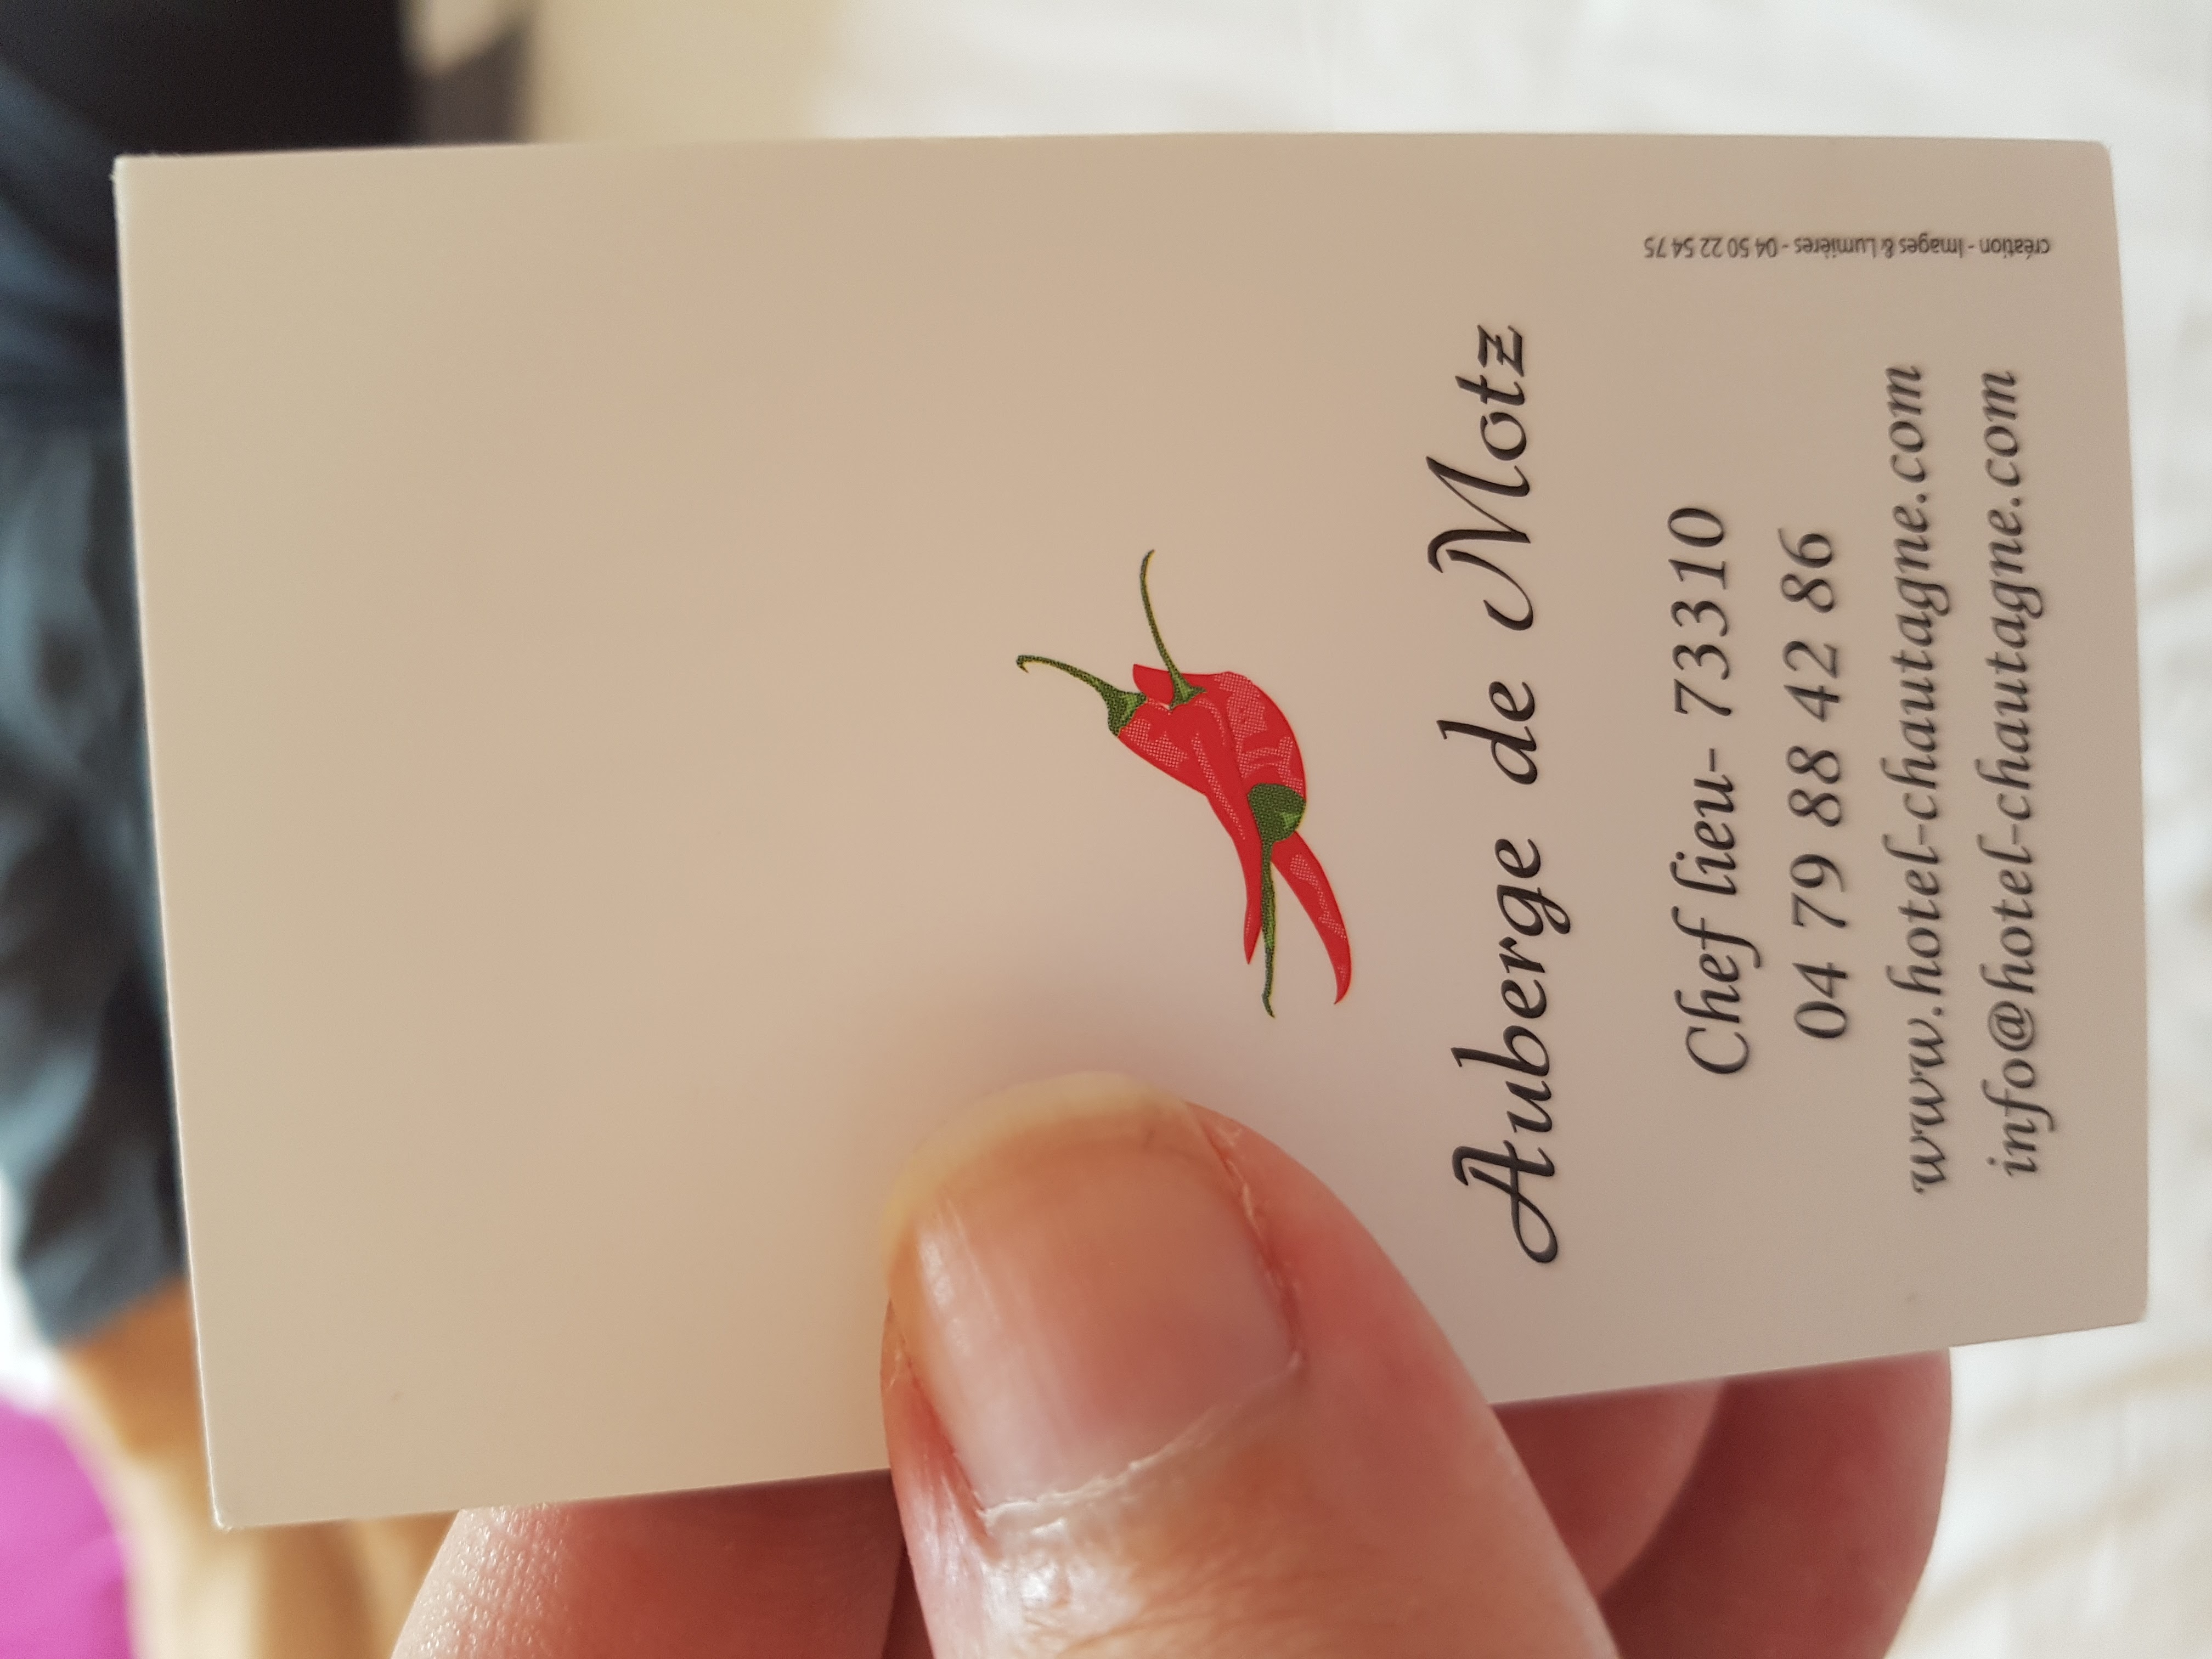 Auberge de Motz
Chef lieu- 73310
04 79 88 42 86
www.hotel-chautagne.com
info@hotel-chautagne.com
création - Images & Lumières - 04 50 22 54 75